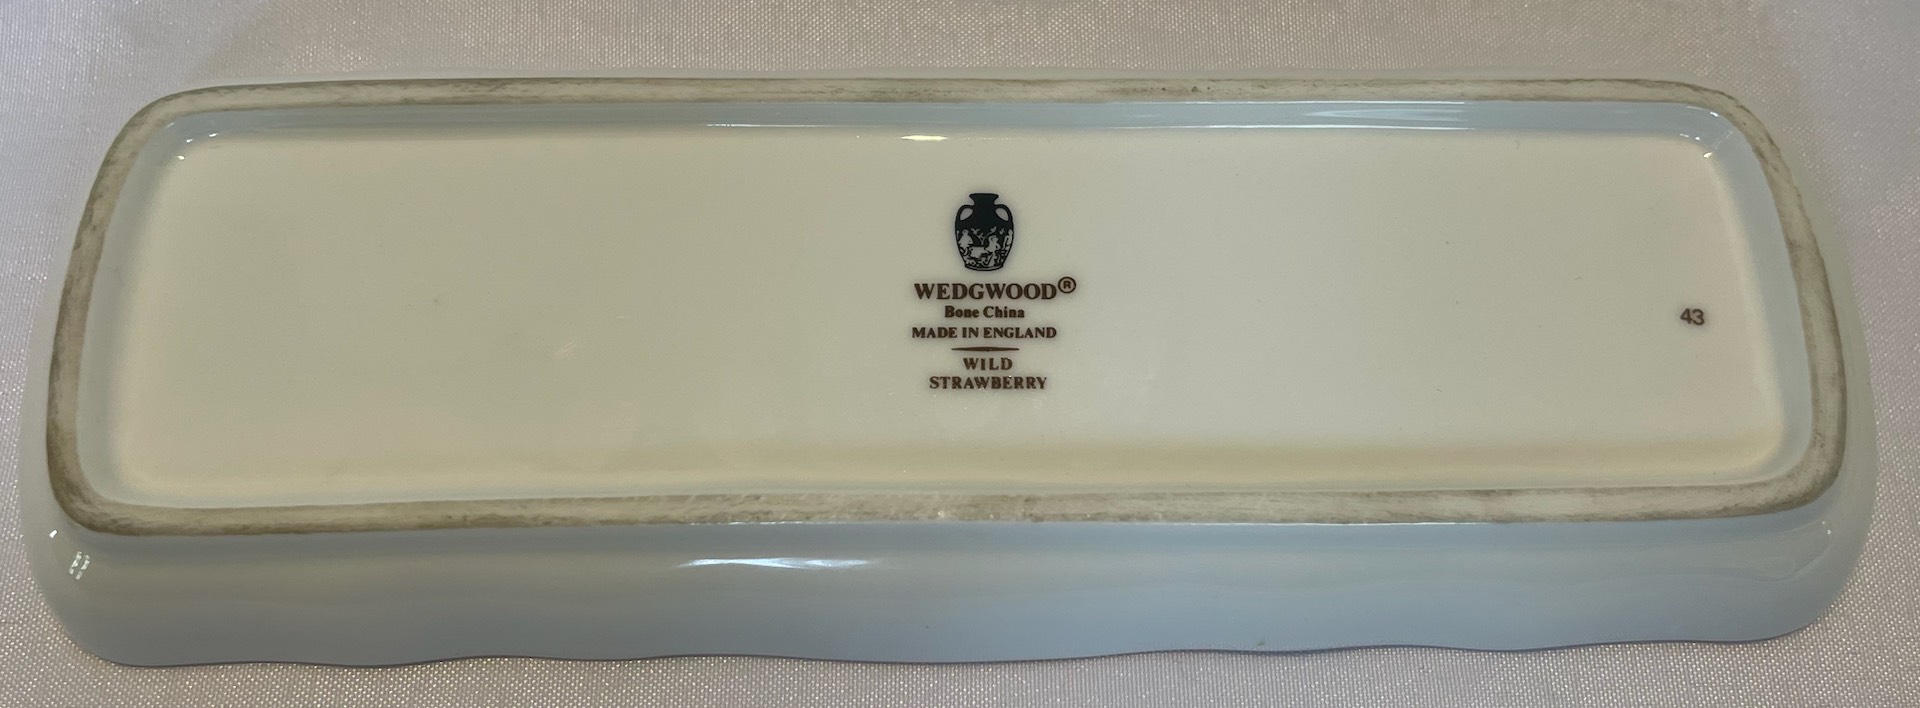 WEDGWOOD®
Bone China
MADE IN ENGLAND
WILD
STRAWBERRY
43